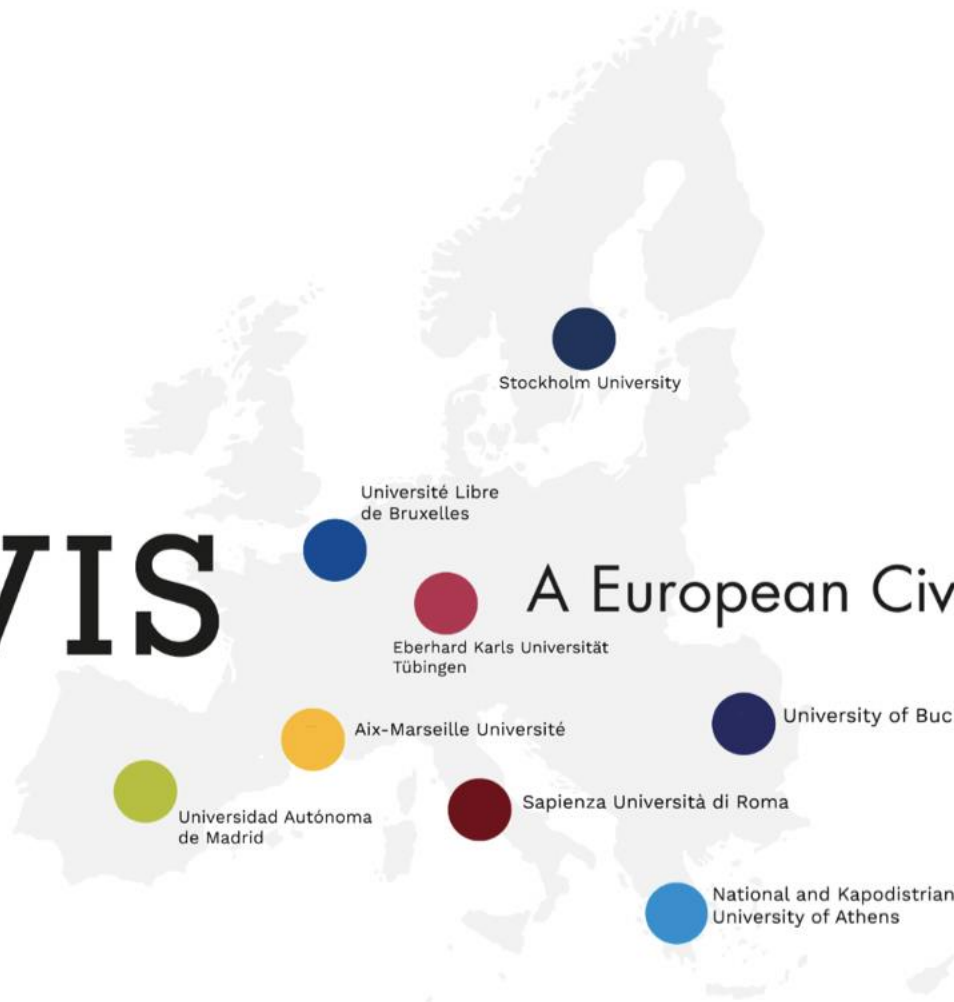 Stockholm University
Université Libre
de Bruxelles
VIS
A European Civ
Eberhard Karls Universität
Tübingen
University of Buc
Aix-Marseille Université
Universidad Autónoma
de Madrid
Sapienza Università di Roma
National and Kapodistrian
University of Athens